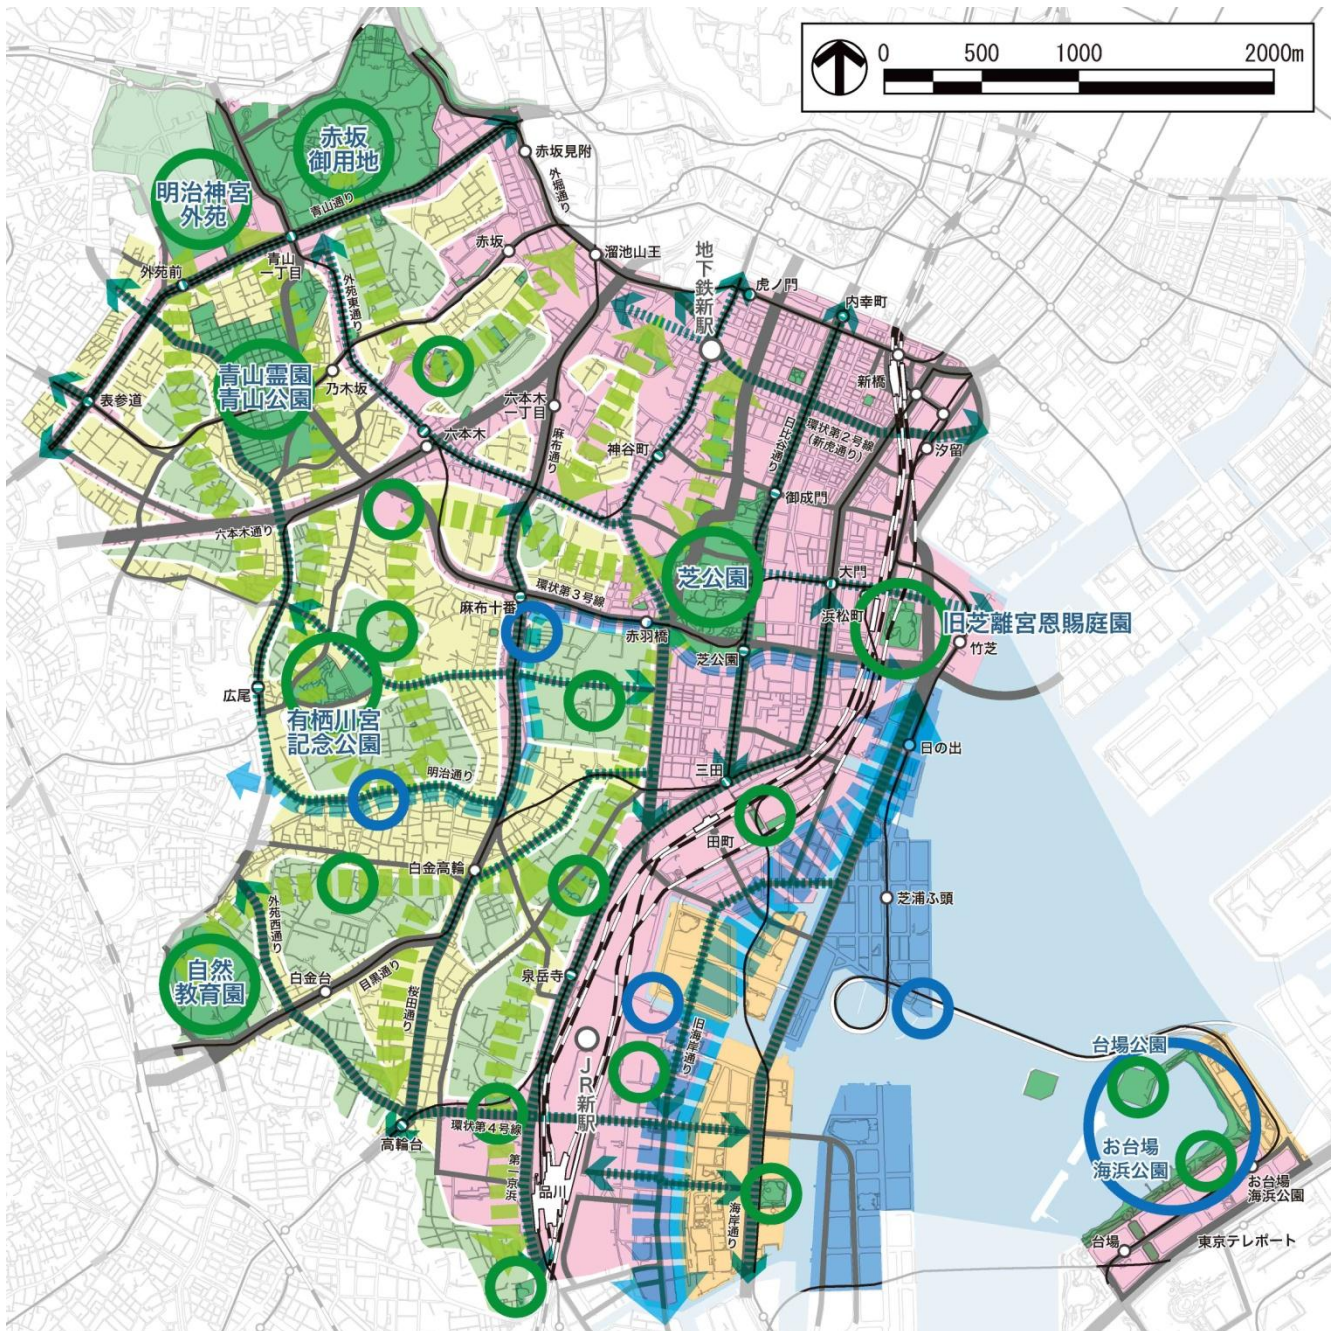 0 500 1000 2000m
赤坂
御用地
明治神宮
外苑
赤坂見附
外堀通り
青山通り
青山
一丁目
外苑前
外苑東通り
赤坂
溜池山王
地下鉄新駅
虎ノ門
内幸町
新橋
汐留
環状第2号線
(新虎通り)
日比谷通り
御成門
神谷町
六本木
一丁目
麻布通り
六本木
乃木坂
青山霊園
青山公園
表参道
六本木通り
芝公園
大門
浜松町
旧芝離宮恩賜庭園
竹芝
環状第3号線
麻布十番
赤羽橋
芝公園
広尾
有栖川宮
記念公園
明治通り
日の出
三田
田町
白金高輪
芝浦ふ頭
外苑西通り
自然
教育園
白金台
目黒通り
桜田通り
泉岳寺
旧海岸通り
JR新駅
台場公園
お台場
海浜公園
お台場
海浜公園
台場
東京テレポート
高輪台
環状第4号線
第一京浜
品川
海岸通り